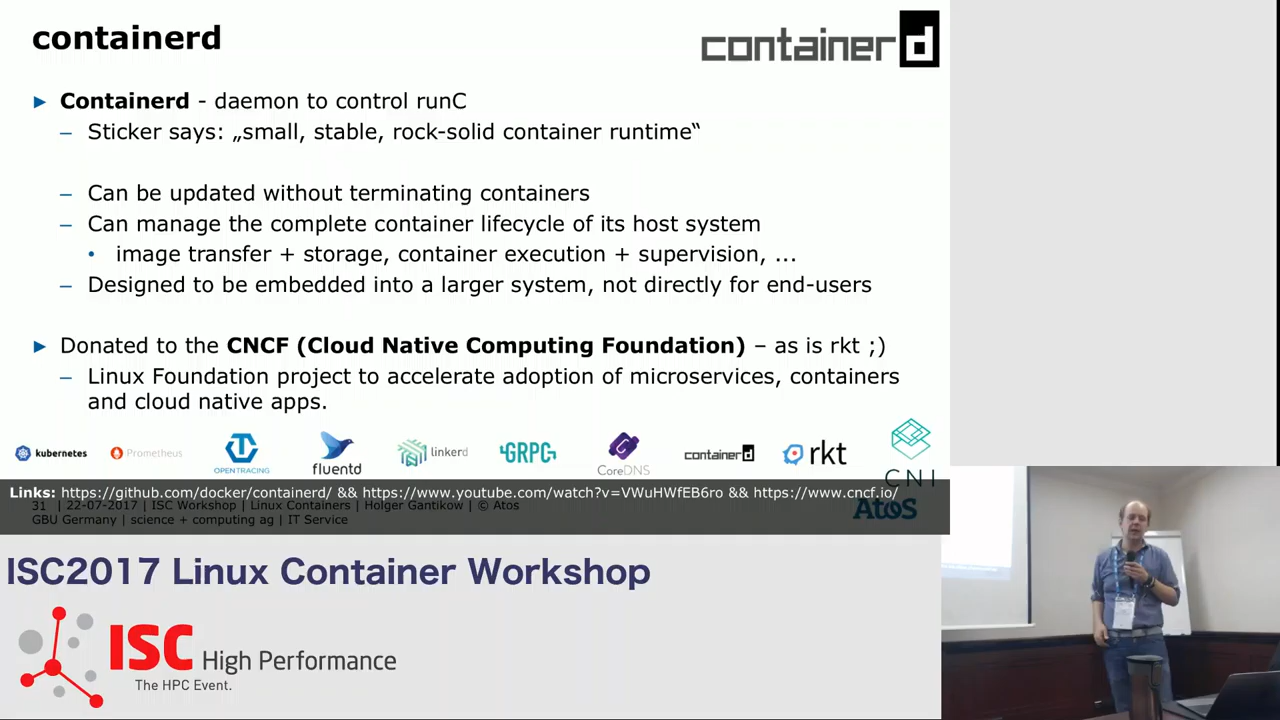 containerd
containerd
► Containerd - daemon to control runC
– Sticker says: „small, stable, rock-solid container runtime“
– Can be updated without terminating containers
– Can manage the complete container lifecycle of its host system
• image transfer + storage, container execution + supervision, ...
– Designed to be embedded into a larger system, not directly for end-users
► Donated to the CNCF (Cloud Native Computing Foundation) – as is rkt ;)
– Linux Foundation project to accelerate adoption of microservices, containers
and cloud native apps.
kubernetes Prometheus OPENTRACING fluentd linkerd GRPC CoreDNS containerd rkt CNI
Links: https://github.com/docker/containerd/ && https://www.youtube.com/watch?v=VWuHWfEB6ro && https://www.cncf.io/
31 | 22-07-2017 | ISC Workshop | Linux Containers | Holger Gantikow | © Atos
GBU Germany | science + computing ag | IT Service
Atos
ISC2017 Linux Container Workshop
ISC High Performance
The HPC Event.